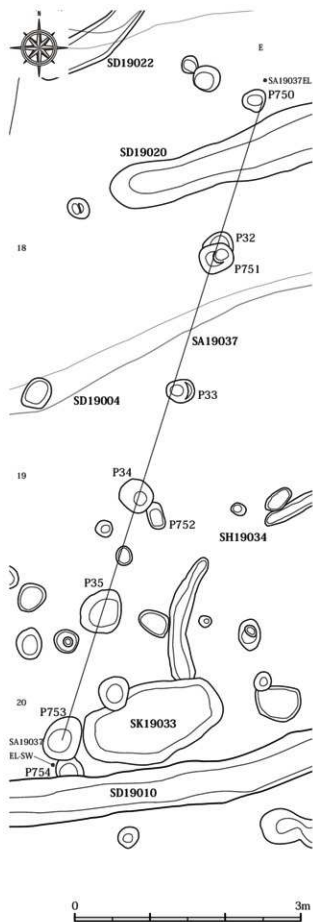 N
E
SD19022
SA19037EL
P750
SD19020
18
P32
P751
SA19037
P33
SD19004
19
P34
P752
SH19034
P35
20
P753
SK19033
SA19037
EL-SW
P754
SD19010
0 3m